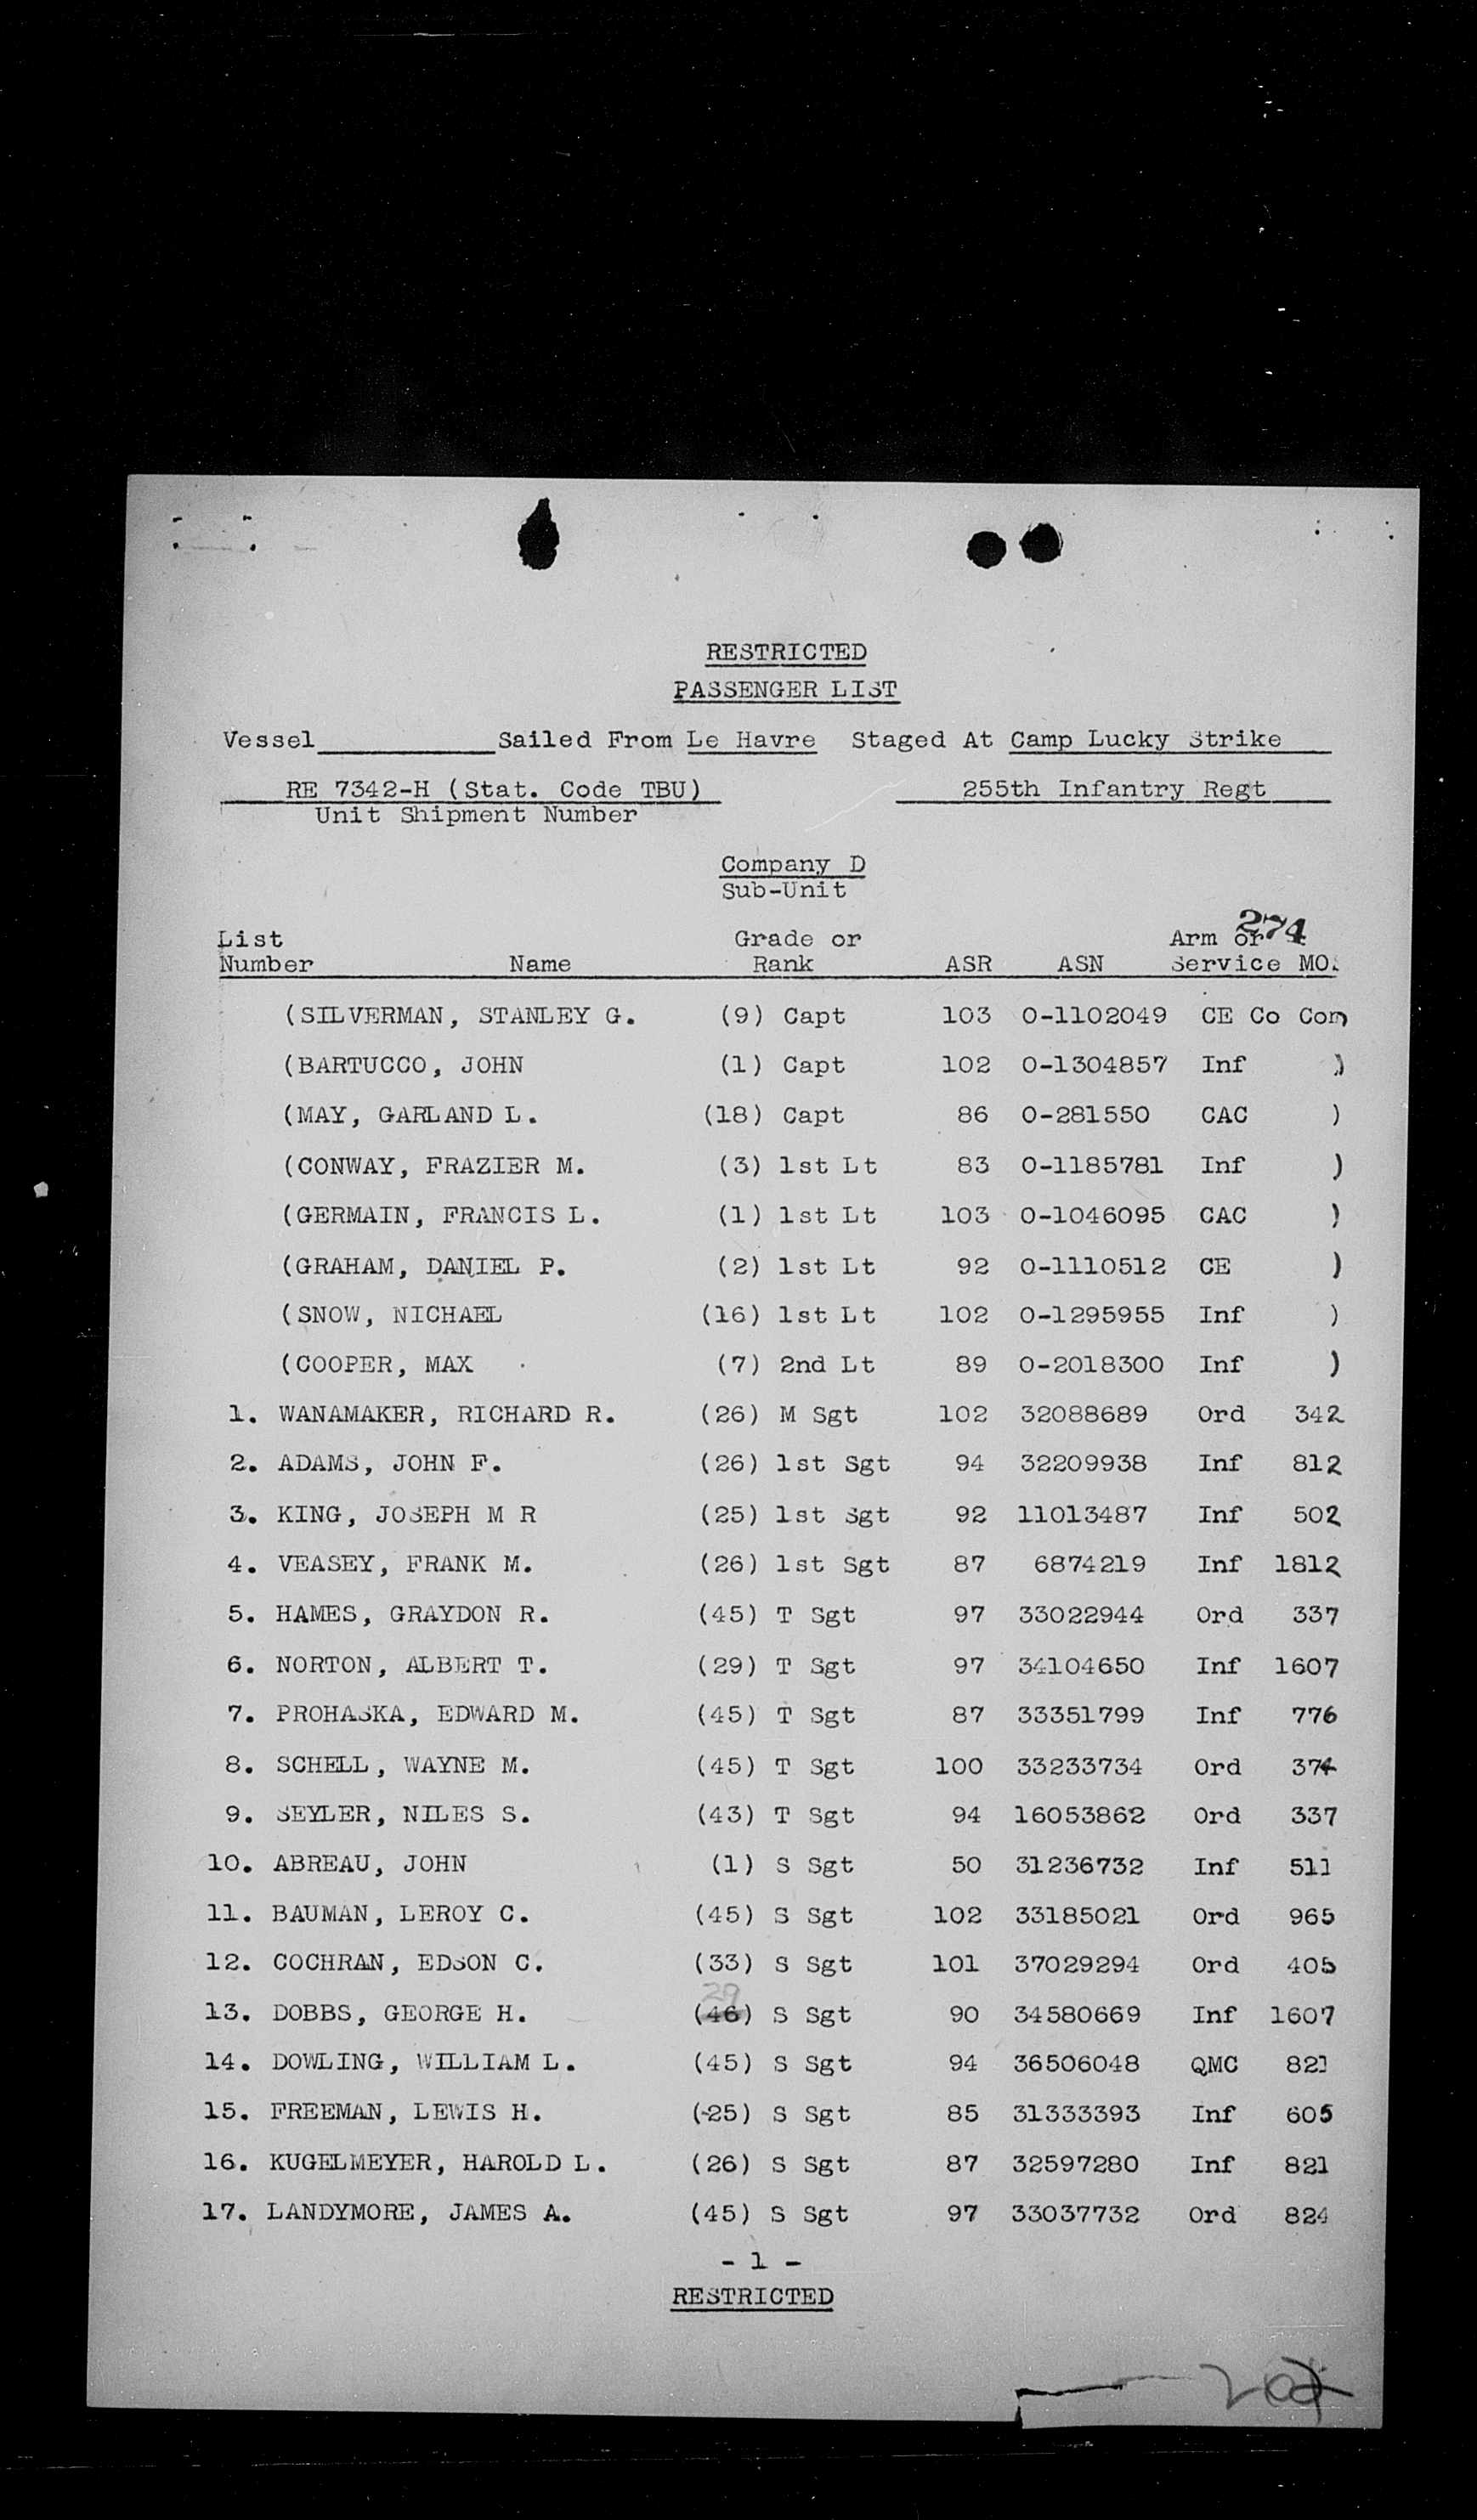 RESTRICTED
PASSENGER LIST
Vessel____________Sailed From Le Havre Staged At Camp Lucky Strike
RE 7342-H (Stat. Code TBU) 255th Infantry Regt
Unit Shipment Number
Company D
Sub-Unit
274
List Grade or Arm or
Number Name Rank ASR ASN Service MO.
(SILVERMAN, STANLEY G. (9) Capt 103 O-1102049 CE Co Com
(BARTUCCO, JOHN (1) Capt 102 O-1304857 Inf )
(MAY, GARLAND L. (18) Capt 86 O-281550 CAC )
(CONWAY, FRAZIER M. (3) 1st Lt 83 O-1185781 Inf )
(GERMAIN, FRANCIS L. (1) 1st Lt 103 O-1046095 CAC )
(GRAHAM, DANIEL P. (2) 1st Lt 92 O-1110512 CE )
(SNOW, NICHAEL (16) 1st Lt 102 O-1295955 Inf )
(COOPER, MAX (7) 2nd Lt 89 O-2018300 Inf )
1. WANAMAKER, RICHARD R. (26) M Sgt 102 32088689 Ord 342
2. ADAMS, JOHN F. (26) 1st Sgt 94 32209938 Inf 812
3. KING, JOSEPH M R (25) 1st Sgt 92 11013487 Inf 502
4. VEASEY, FRANK M. (26) 1st Sgt 87 6874219 Inf 1812
5. HAMES, GRAYDON R. (45) T Sgt 97 33022944 Ord 337
6. NORTON, ALBERT T. (29) T Sgt 97 34104650 Inf 1607
7. PROHASKA, EDWARD M. (45) T Sgt 87 33351799 Inf 776
8. SCHELL, WAYNE M. (45) T Sgt 100 33233734 Ord 374
9. SEYLER, NILES S. (43) T Sgt 94 16053862 Ord 337
10. ABREAU, JOHN (1) S Sgt 50 31236732 Inf 511
11. BAUMAN, LEROY C. (45) S Sgt 102 33185021 Ord 965
12. COCHRAN, EDSON C. (33) S Sgt 101 37029294 Ord 405
29
13. DOBBS, GEORGE H. (46) S Sgt 90 34580669 Inf 1607
14. DOWLING, WILLIAM L. (45) S Sgt 94 36506048 QMC 821
15. FREEMAN, LEWIS H. (25) S Sgt 85 31333393 Inf 605
16. KUGELMEYER, HAROLD L. (26) S Sgt 87 32597280 Inf 821
17. LANDYMORE, JAMES A. (45) S Sgt 97 33037732 Ord 824
- 1 -
RESTRICTED